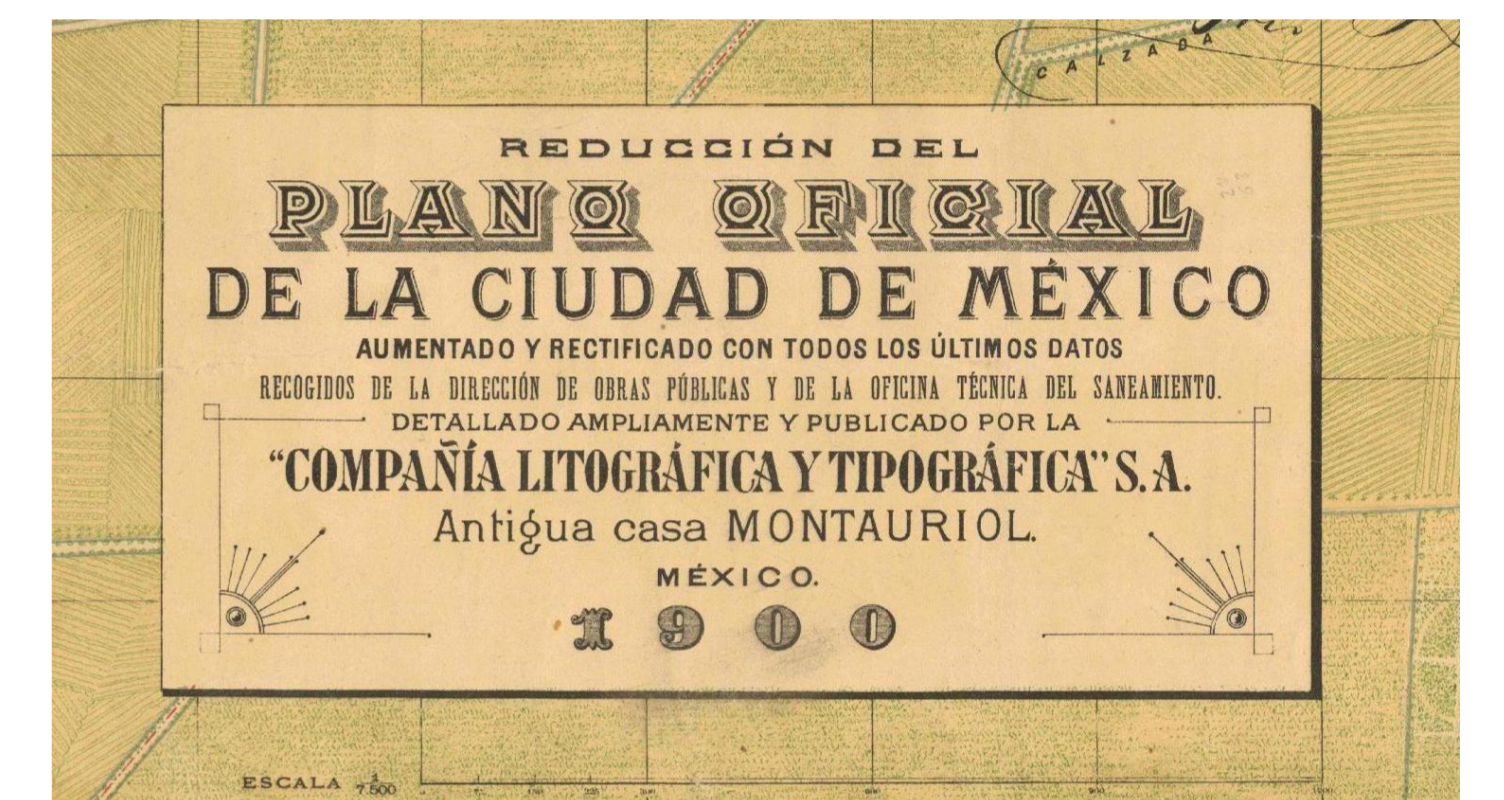 CALZADA
REDUCCIÓN DEL
PLANO OFICIAL
DE LA CIUDAD DE MÉXICO
AUMENTADO Y RECTIFICADO CON TODOS LOS ÚLTIMOS DATOS
RECOGIDOS DE LA DIRECCIÓN DE OBRAS PÚBLICAS Y DE LA OFICINA TÉCNICA DEL SANEAMIENTO.
DETALLADO AMPLIAMENTE Y PUBLICADO POR LA
“COMPAÑÍA LITOGRÁFICA Y TIPOGRÁFICA” S. A.
Antigua casa MONTAURIOL.
MÉXICO.
1900
ESCALA 1/7.500